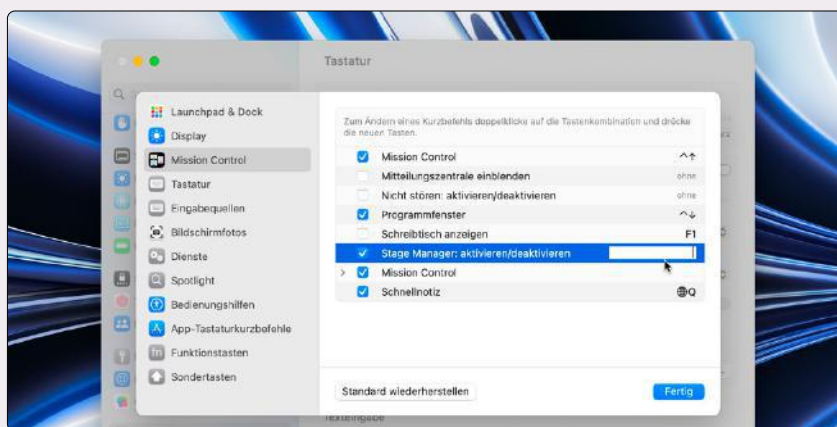 Tastatur
Launchpad & Dock
Display
Mission Control
Tastatur
Eingabequellen
Bildschirmfotos
Dienste
Spotlight
Bedienungshilfen
App-Tastaturkurzbefehle
fn Funktionstasten
Sondertasten
Zum Ändern eines Kurzbefehls doppelklicke auf die Tastenkombination und drücke
die neuen Tasten.
Mission Control ^↑
Mitteilungszentrale einblenden ohne
Nicht stören: aktivieren/deaktivieren ohne
Programmfenster ^↓
Schreibtisch anzeigen F1
Stage Manager: aktivieren/deaktivieren
Mission Control
Schnellnotiz 🌐Q
Standard wiederherstellen Fertig
Texteingabe